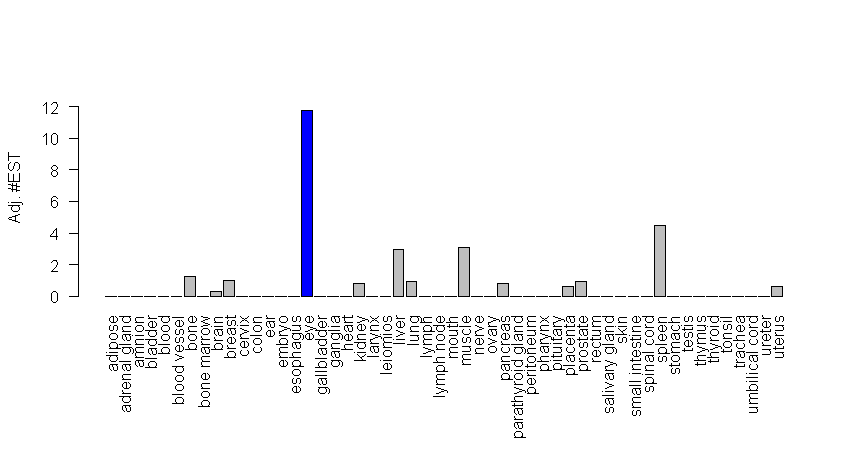 Adj. #EST
12
10
8
6
4
2
0
adipose
adrenal gland
amnion
bladder
blood
blood vessel
bone
bone marrow
brain
breast
cervix
colon
ear
embryo
esophagus
eye
gallbladder
ganglia
heart
kidney
larynx
leiomios
liver
lung
lymph
lymph node
mouth
muscle
nerve
ovary
pancreas
parathyroid gland
peritoneum
pharynx
pituitary
placenta
prostate
rectum
salivary gland
skin
small intestine
spinal cord
spleen
stomach
testis
thymus
thyroid
tonsil
trachea
umbilical cord
ureter
uterus